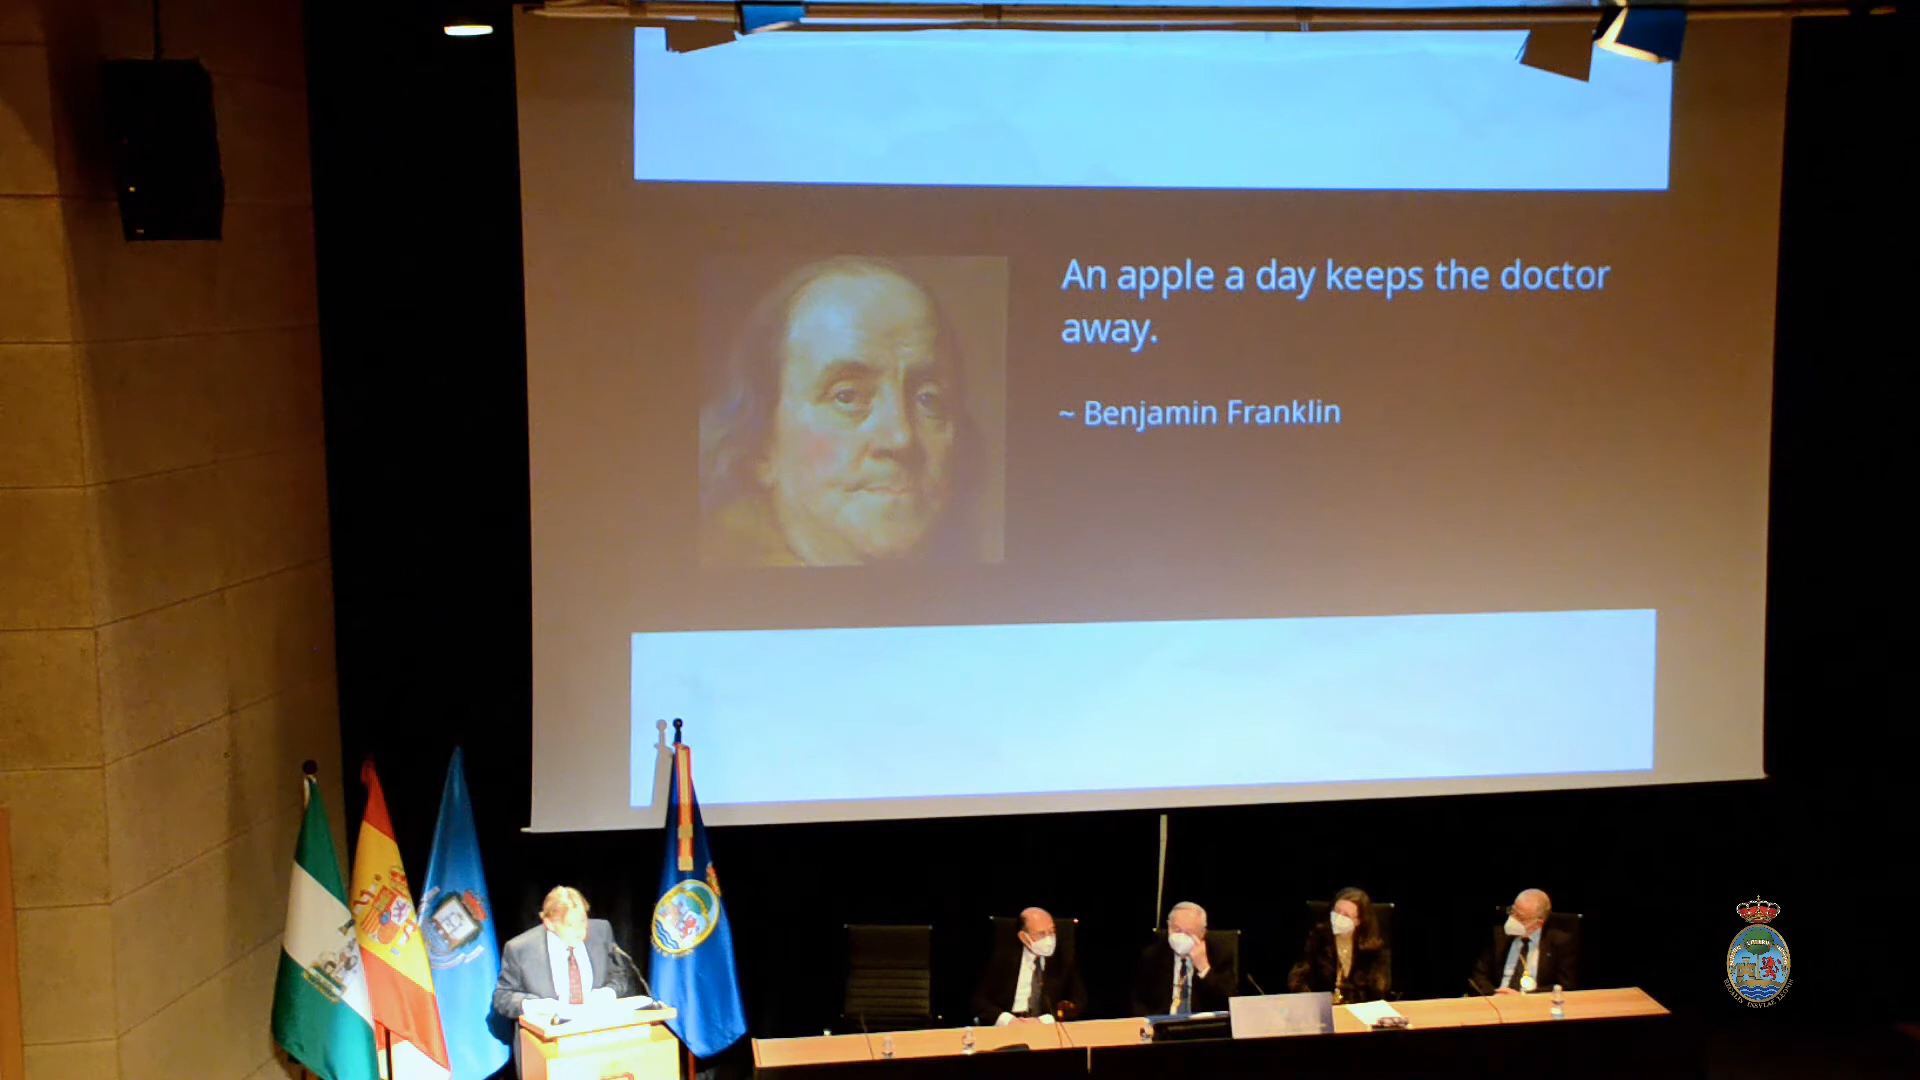 An apple a day keeps the doctor
away.
~ Benjamin Franklin